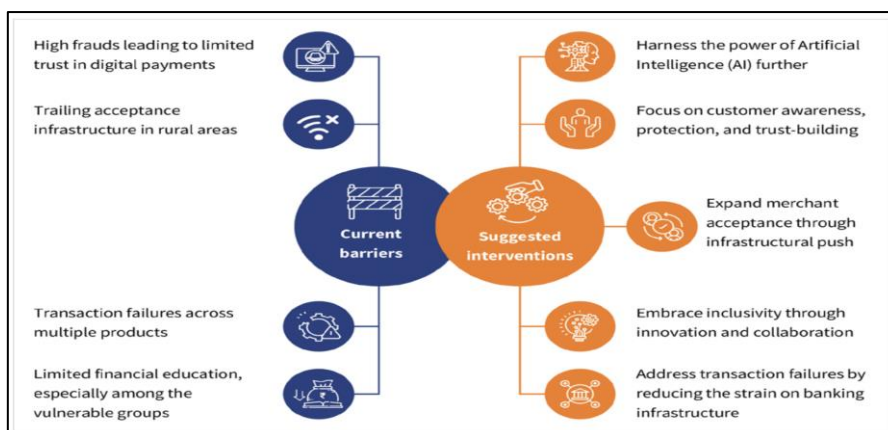 High frauds leading to limited
trust in digital payments
Trailing acceptance
infrastructure in rural areas
Current
barriers
Transaction failures across
multiple products
Limited financial education,
especially among the
vulnerable groups
Harness the power of Artificial
Intelligence (AI) further
Focus on customer awareness,
protection, and trust-building
Suggested
interventions
Expand merchant
acceptance through
infrastructural push
Embrace inclusivity through
innovation and collaboration
Address transaction failures by
reducing the strain on banking
infrastructure